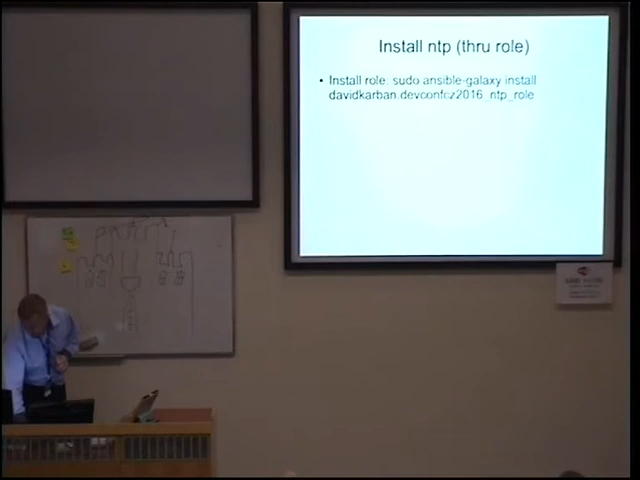 Install ntp (thru role)
• Install role: sudo ansible-galaxy install
davidkarban.devconfcz2016_ntp_role